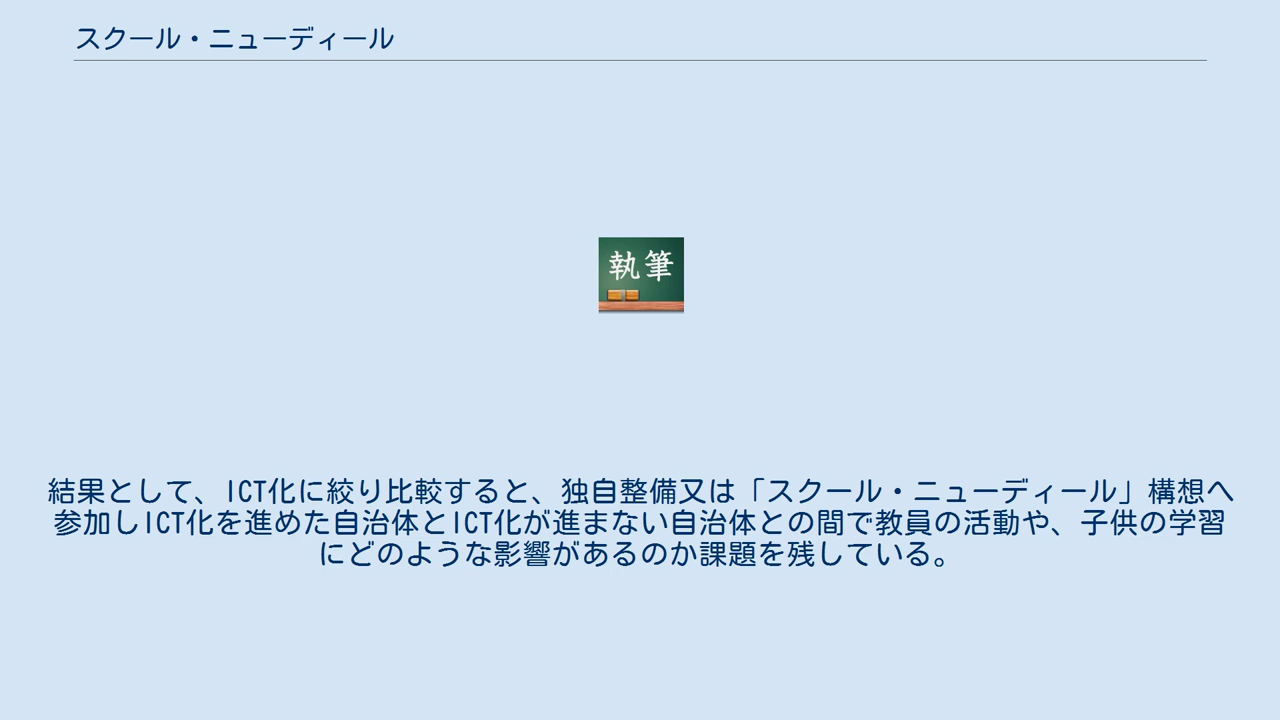 スクール・ニューディール
執筆
結果として、ICT化に絞り比較すると、独自整備又は「スクール・ニューディール」構想へ
参加しICT化を進めた自治体とICT化が進まない自治体との間で教員の活動や、子供の学習
にどのような影響があるのか課題を残している。